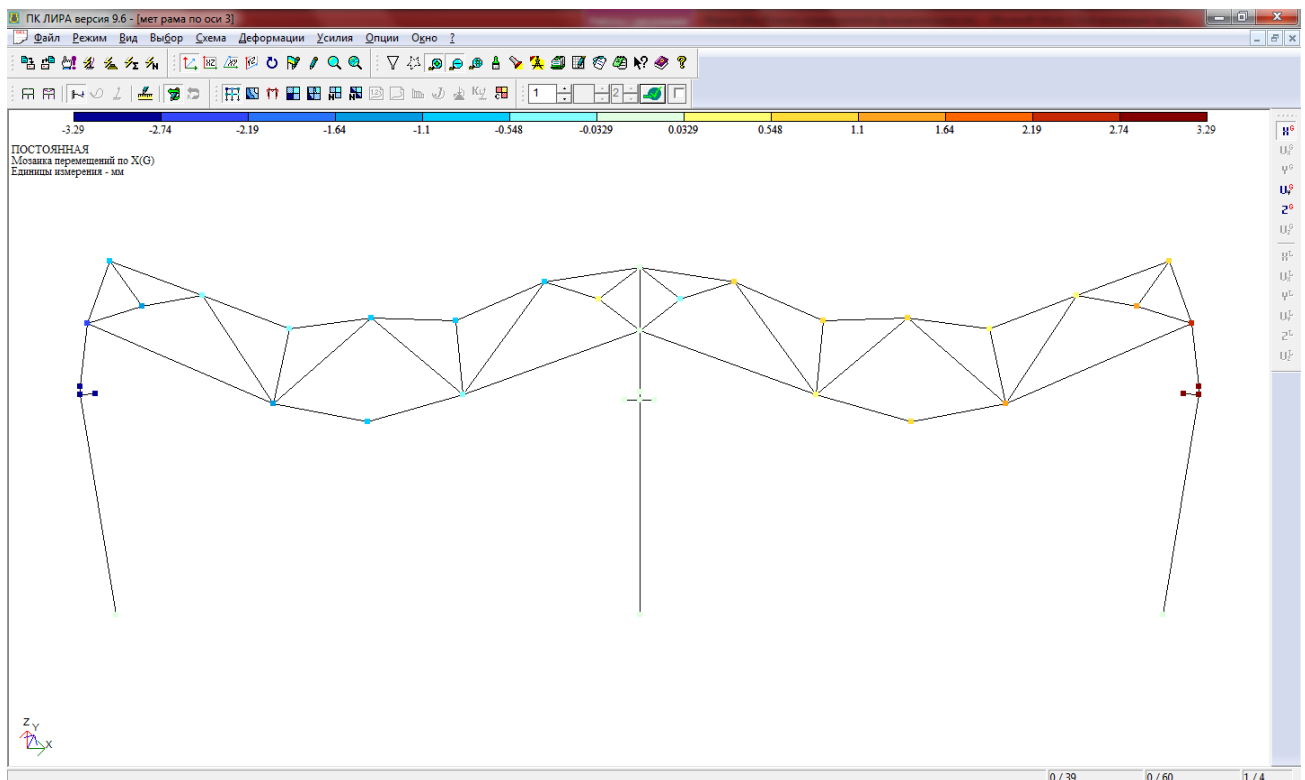 ПК ЛИРА версия 9.6 - [мет рама по оси 3]
Файл Режим Вид Выбор Схема Деформации Усилия Опции Окно ?
1 2
-3.29 -2.74 -2.19 -1.64 -1.1 -0.548 -0.0329 0.0329 0.548 1.1 1.64 2.19 2.74 3.29
ПОСТОЯННАЯ
Мозаика перемещений по X(G)
Единицы измерения - мм
Z Y
X
0 / 39 0 / 60 1 / 4